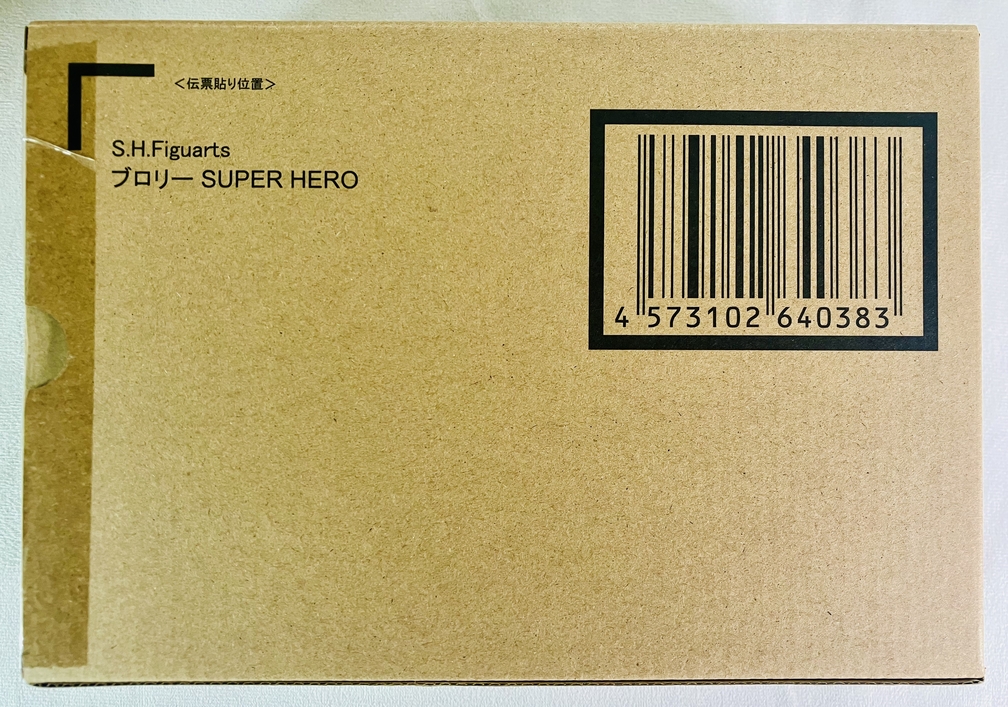 ＜伝票貼り位置＞
S.H.Figuarts
ブロリー SUPER HERO
4 573102 640383